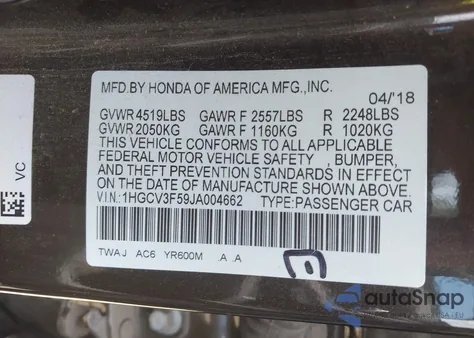 MFD.BY HONDA OF AMERICA MFG.,INC.
04/'18
GVWR 4519LBS GAWR F 2557LBS R 2248LBS
GVWR 2050KG GAWR F 1160KG R 1020KG
THIS VEHICLE CONFORMS TO ALL APPLICABLE
FEDERAL MOTOR VEHICLE SAFETY , BUMPER,
AND THEFT PREVENTION STANDARDS IN EFFECT
ON THE DATE OF MANUFACTURE SHOWN ABOVE.
V.I.N.:1HGCV3F59JA004662 TYPE:PASSENGER CAR
TWAJ AC6 YR600M A .A
VC
autoSnap